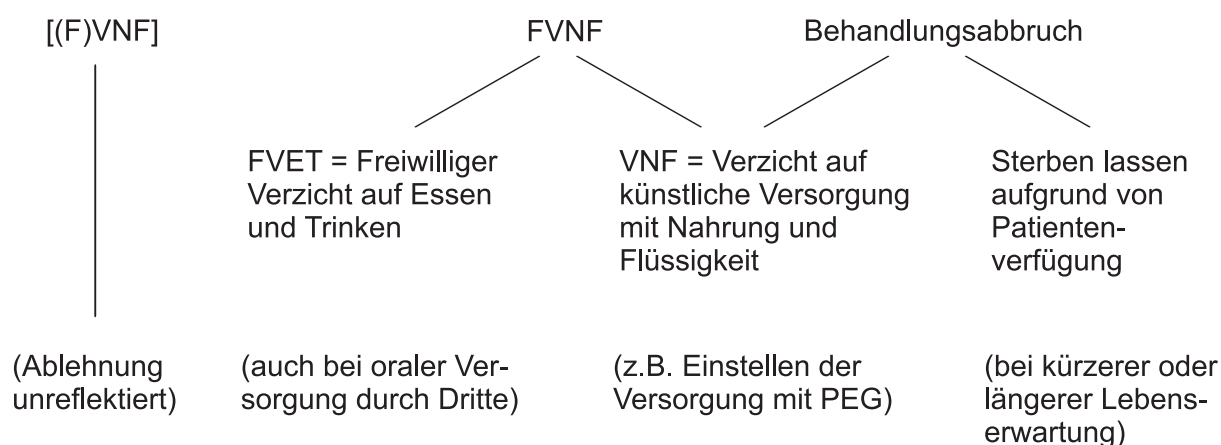 [(F)VNF]
FVNF
Behandlungsabbruch
FVET = Freiwilliger
Verzicht auf Essen
und Trinken
VNF = Verzicht auf
künstliche Versorgung
mit Nahrung und
Flüssigkeit
Sterben lassen
aufgrund von
Patienten-
verfügung
(Ablehnung
unreflektiert)
(auch bei oraler Ver-
sorgung durch Dritte)
(z.B. Einstellen der
Versorgung mit PEG)
(bei kürzerer oder
längerer Lebens-
erwartung)